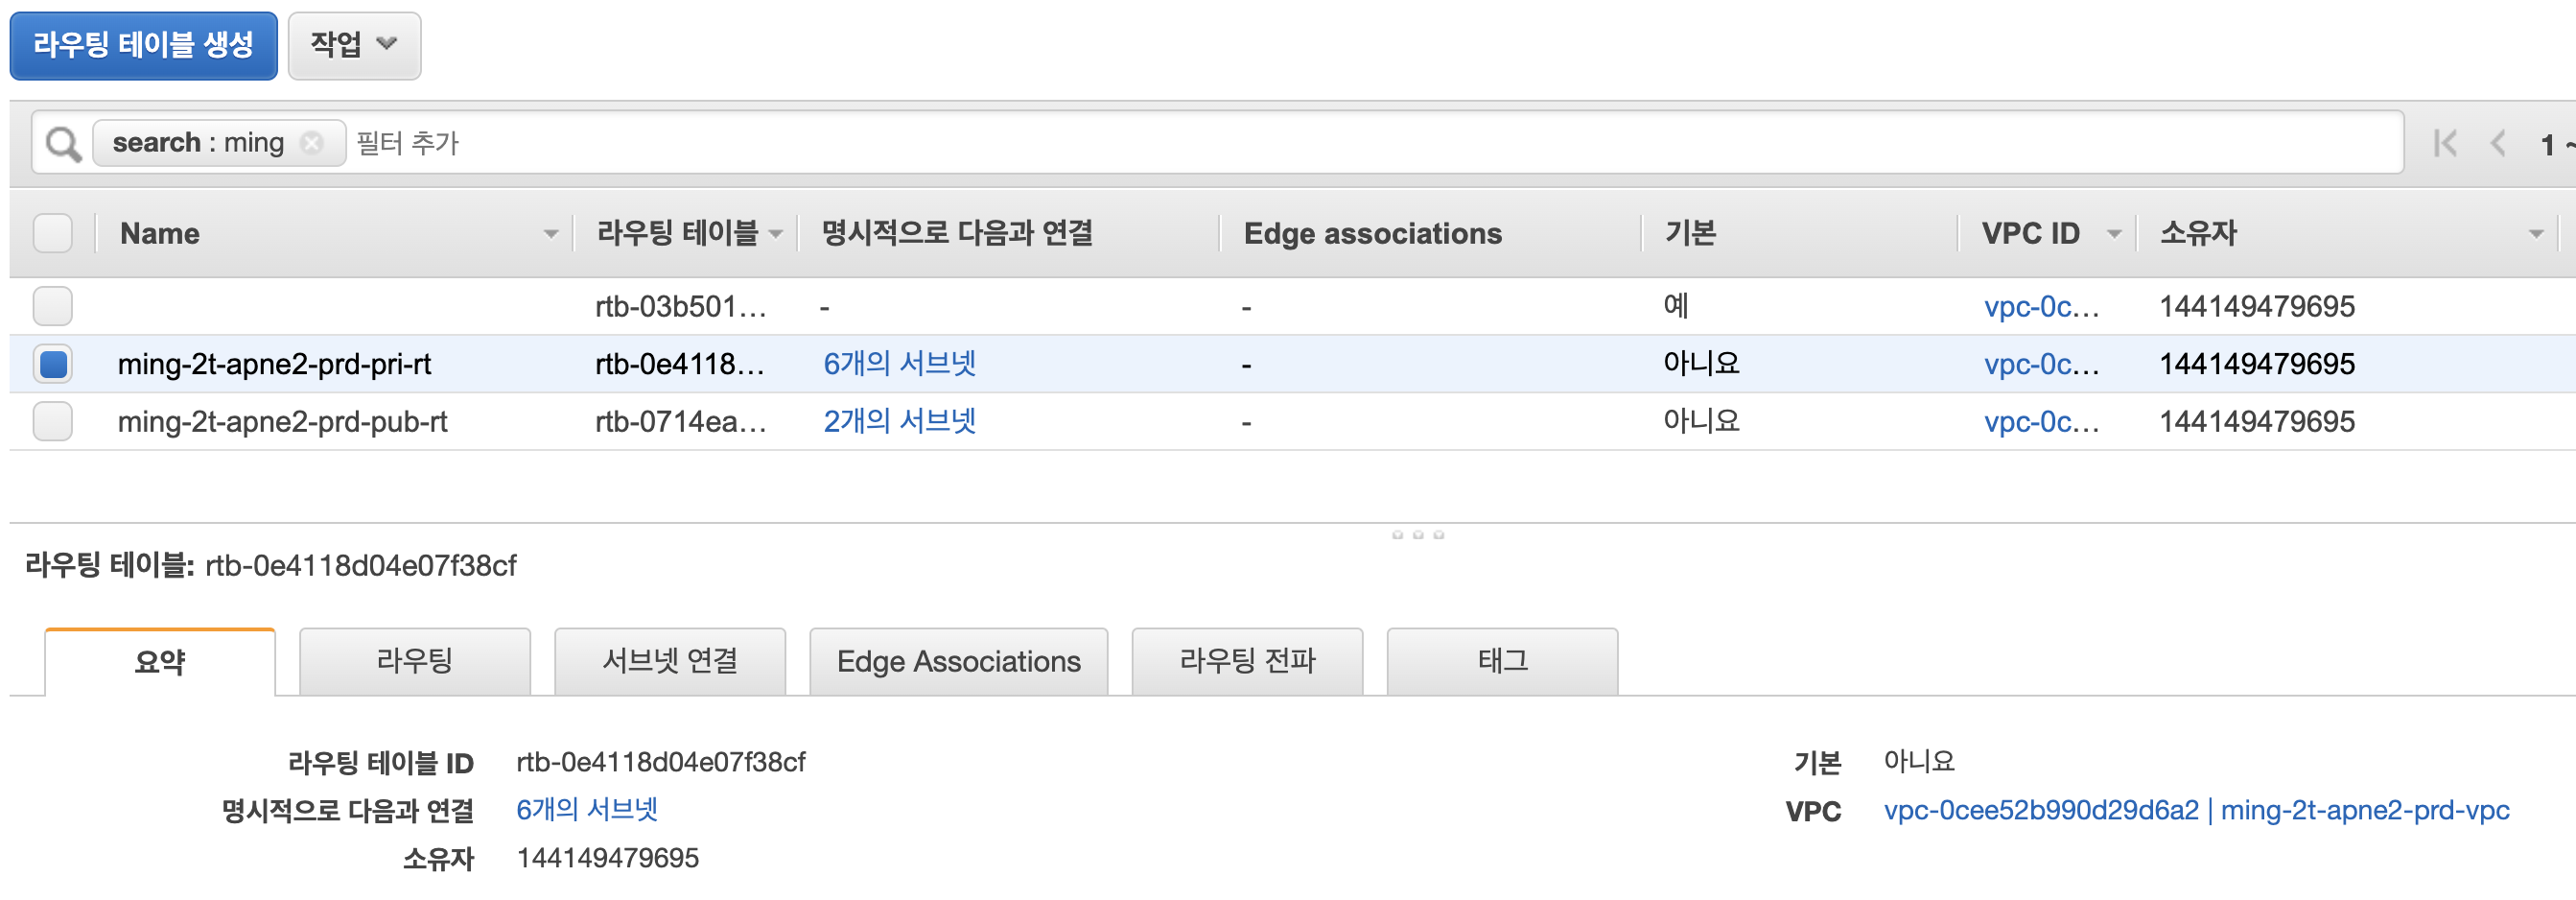 라우팅 테이블 생성 작업
search : ming 필터 추가 1 ~
Name 라우팅 테이블 명시적으로 다음과 연결 Edge associations 기본 VPC ID 소유자
rtb-03b501… - - 예 vpc-0c… 144149479695
ming-2t-apne2-prd-pri-rt rtb-0e4118… 6개의 서브넷 - 아니요 vpc-0c… 144149479695
ming-2t-apne2-prd-pub-rt rtb-0714ea… 2개의 서브넷 - 아니요 vpc-0c… 144149479695
라우팅 테이블: rtb-0e4118d04e07f38cf
요약 라우팅 서브넷 연결 Edge Associations 라우팅 전파 태그
라우팅 테이블 ID rtb-0e4118d04e07f38cf 기본 아니요
명시적으로 다음과 연결 6개의 서브넷 VPC vpc-0cee52b990d29d6a2 | ming-2t-apne2-prd-vpc
소유자 144149479695